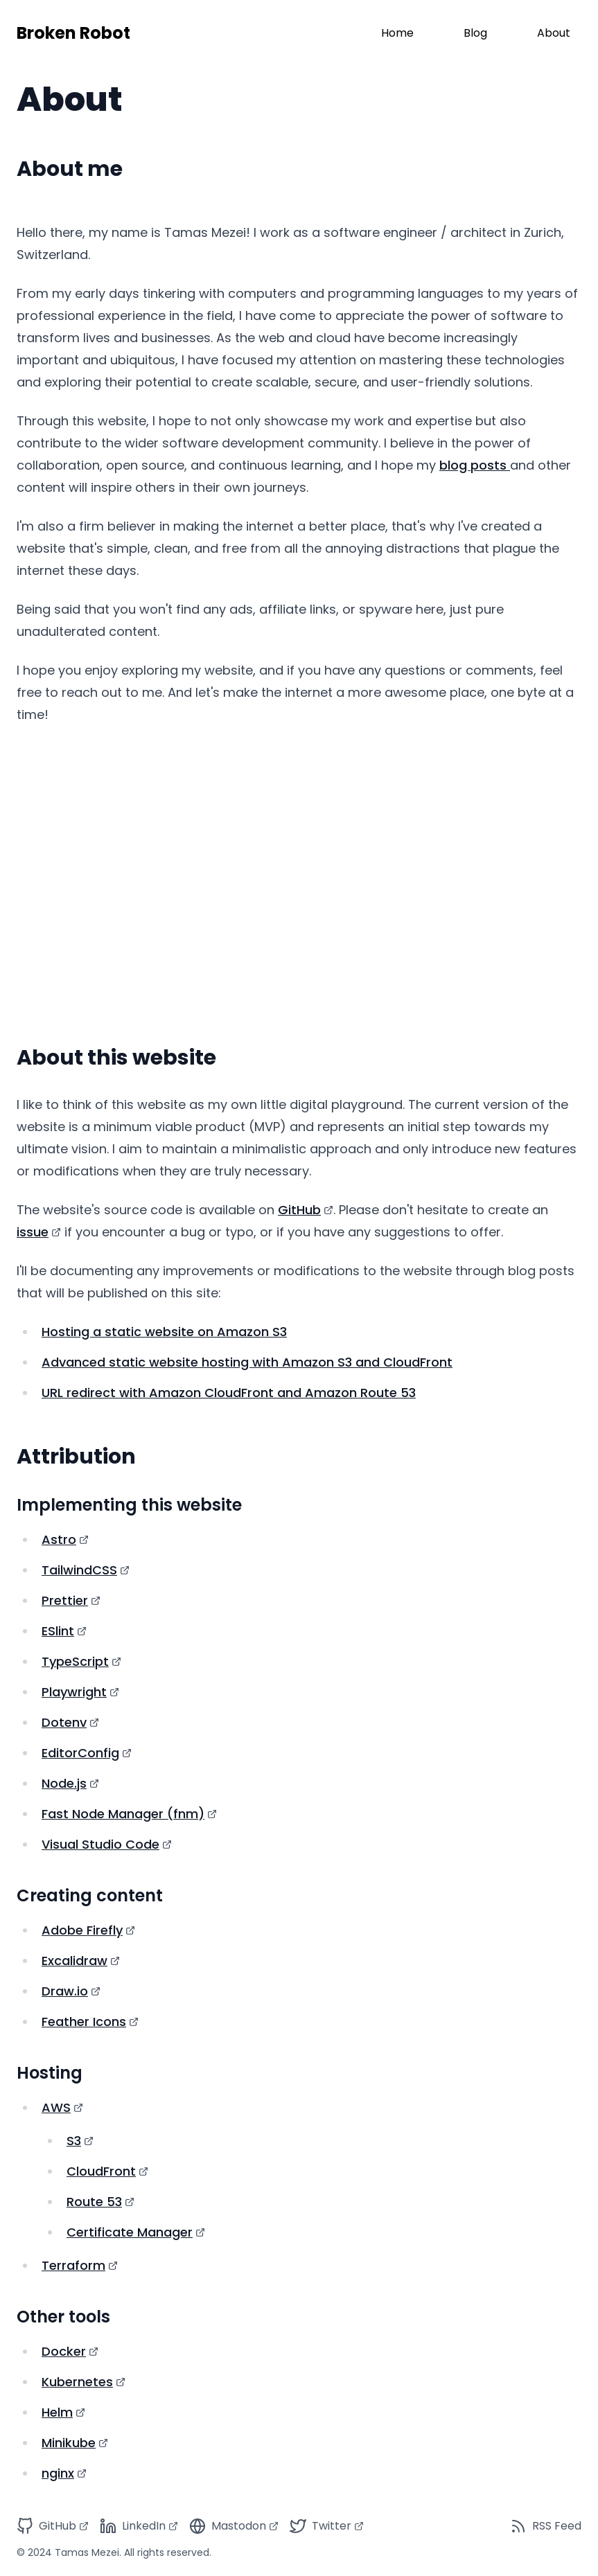 Broken Robot
Home
Blog
About
About
About me
Hello there, my name is Tamas Mezei! I work as a software engineer / architect in Zurich,
Switzerland.
From my early days tinkering with computers and programming languages to my years of
professional experience in the field, I have come to appreciate the power of software to
transform lives and businesses. As the web and cloud have become increasingly
important and ubiquitous, I have focused my attention on mastering these technologies
and exploring their potential to create scalable, secure, and user-friendly solutions.
Through this website, I hope to not only showcase my work and expertise but also
contribute to the wider software development community. I believe in the power of
collaboration, open source, and continuous learning, and I hope my blog posts and other
content will inspire others in their own journeys.
I'm also a firm believer in making the internet a better place, that's why I've created a
website that's simple, clean, and free from all the annoying distractions that plague the
internet these days.
Being said that you won't find any ads, affiliate links, or spyware here, just pure
unadulterated content.
I hope you enjoy exploring my website, and if you have any questions or comments, feel
free to reach out to me. And let's make the internet a more awesome place, one byte at a
time!
About this website
I like to think of this website as my own little digital playground. The current version of the
website is a minimum viable product (MVP) and represents an initial step towards my
ultimate vision. I aim to maintain a minimalistic approach and only introduce new features
or modifications when they are truly necessary.
The website's source code is available on GitHub. Please don't hesitate to create an
issue if you encounter a bug or typo, or if you have any suggestions to offer.
I'll be documenting any improvements or modifications to the website through blog posts
that will be published on this site:
Hosting a static website on Amazon S3
Advanced static website hosting with Amazon S3 and CloudFront
URL redirect with Amazon CloudFront and Amazon Route 53
Attribution
Implementing this website
Astro
TailwindCSS
Prettier
ESlint
TypeScript
Playwright
Dotenv
EditorConfig
Node.js
Fast Node Manager (fnm)
Visual Studio Code
Creating content
Adobe Firefly
Excalidraw
Draw.io
Feather Icons
Hosting
AWS
S3
CloudFront
Route 53
Certificate Manager
Terraform
Other tools
Docker
Kubernetes
Helm
Minikube
nginx
GitHub
LinkedIn
Mastodon
Twitter
RSS Feed
© 2024 Tamas Mezei. All rights reserved.